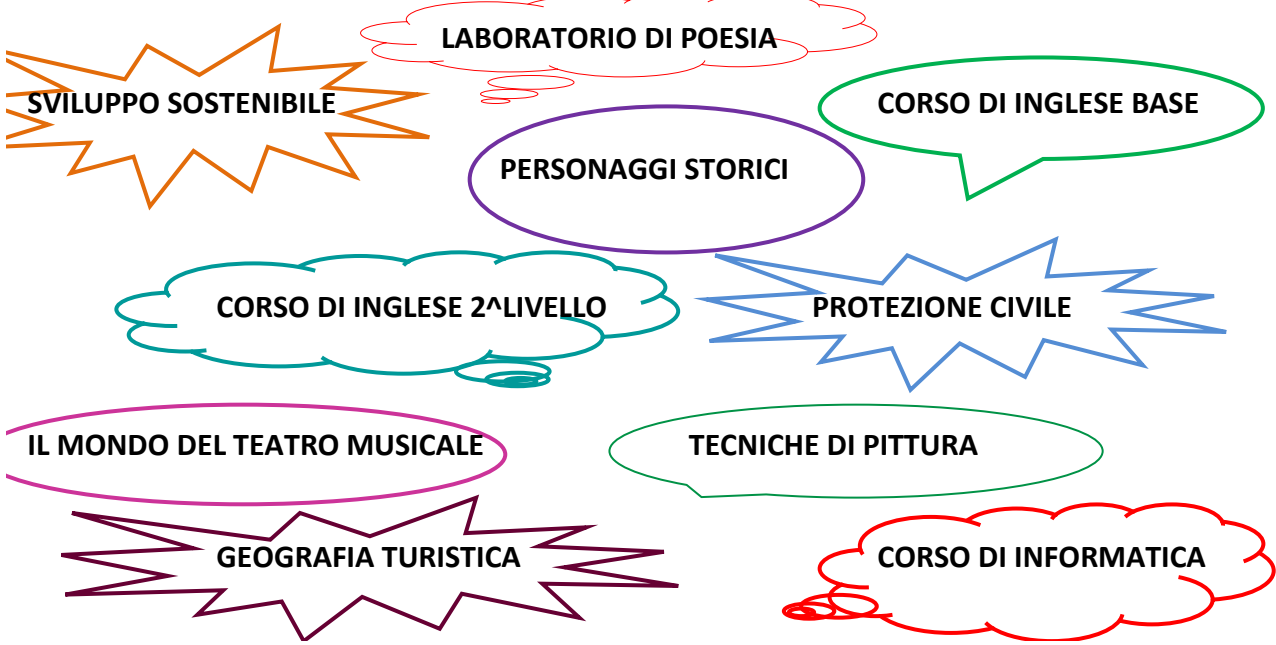 LABORATORIO DI POESIA
SVILUPPO SOSTENIBILE
CORSO DI INGLESE BASE
PERSONAGGI STORICI
CORSO DI INGLESE 2^LIVELLO
PROTEZIONE CIVILE
IL MONDO DEL TEATRO MUSICALE
TECNICHE DI PITTURA
GEOGRAFIA TURISTICA
CORSO DI INFORMATICA